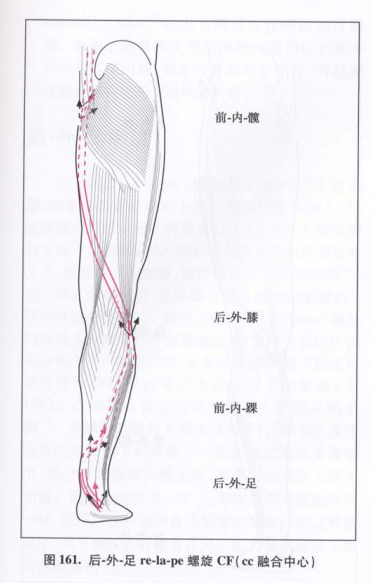 前-内-髋
后-外-膝
前-内-踝
后-外-足
图 161. 后-外-足 re-la-pe 螺旋 CF(cc 融合中心)